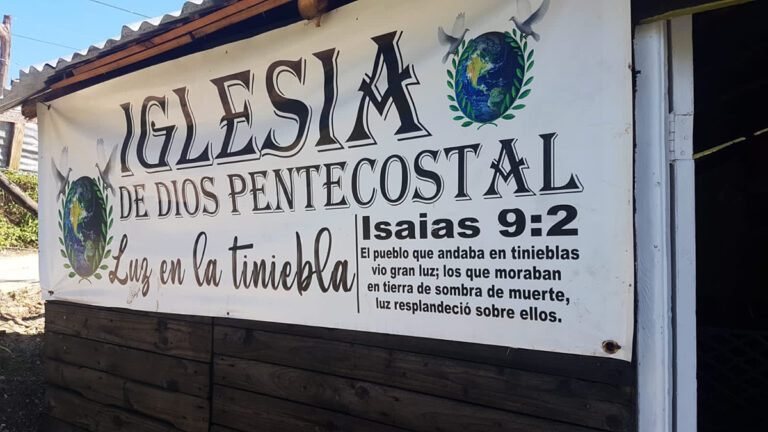 IGLESIA
DE DIOS PENTECOSTAL
Luz en la tiniebla
Isaias 9:2
El pueblo que andaba en tinieblas
vio gran luz; los que moraban
en tierra de sombra de muerte,
luz resplandeció sobre ellos.